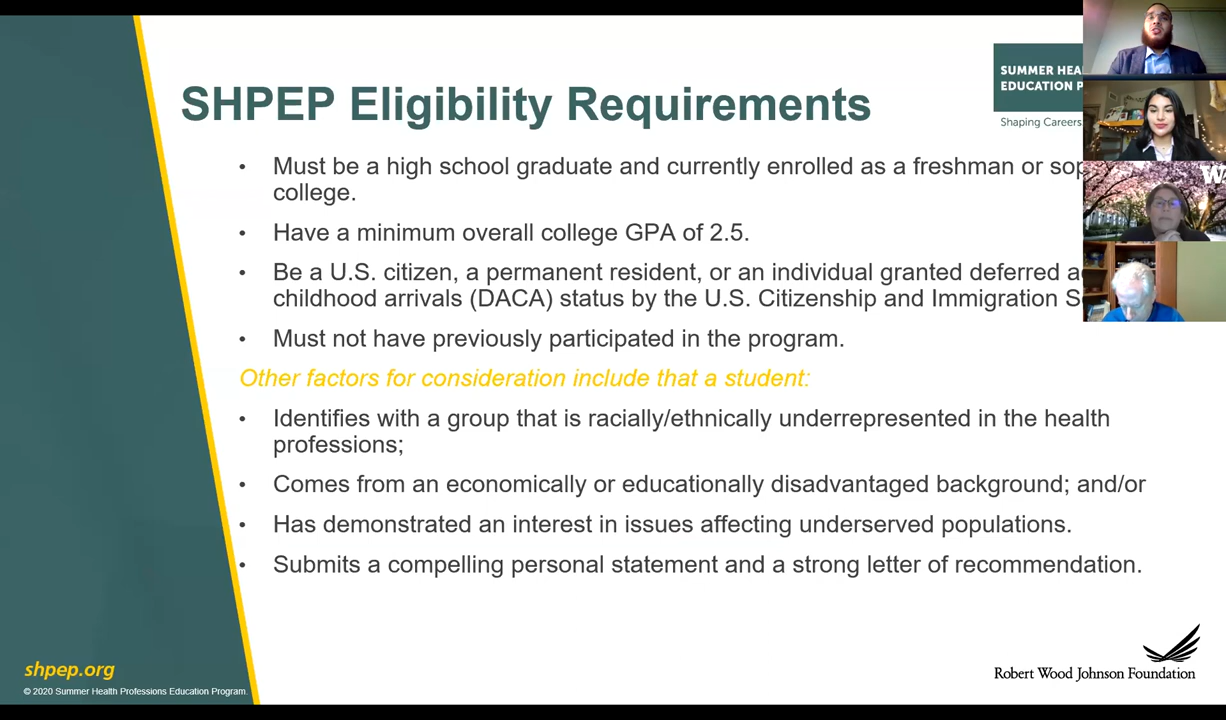 SHPEP Eligibility Requirements
SUMMER HEA
EDUCATION P
Shaping Careers
• Must be a high school graduate and currently enrolled as a freshman or sop
college.
• Have a minimum overall college GPA of 2.5.
• Be a U.S. citizen, a permanent resident, or an individual granted deferred a
childhood arrivals (DACA) status by the U.S. Citizenship and Immigration S
• Must not have previously participated in the program.
Other factors for consideration include that a student:
• Identifies with a group that is racially/ethnically underrepresented in the health
professions;
• Comes from an economically or educationally disadvantaged background; and/or
• Has demonstrated an interest in issues affecting underserved populations.
• Submits a compelling personal statement and a strong letter of recommendation.
shpep.org
© 2020 Summer Health Professions Education Program.
Robert Wood Johnson Foundation
W